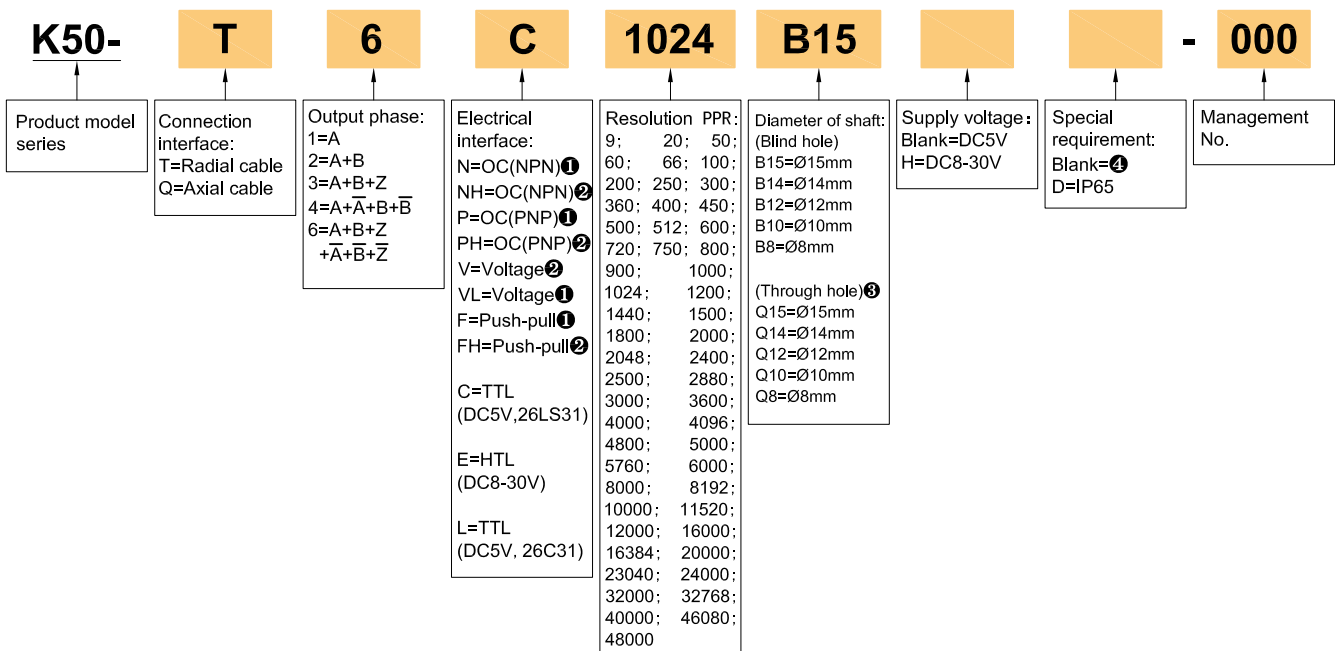 K50- T 6 C 1024 B15 - 000
Product model
series
Connection
interface:
T=Radial cable
Q=Axial cable
Output phase:
1=A
2=A+B
3=A+B+Z
4=A+A̅+B+B̅
6=A+B+Z
+A̅+B̅+Z̅
Electrical
interface:
N=OC(NPN)❶
NH=OC(NPN)❷
P=OC(PNP)❶
PH=OC(PNP)❷
V=Voltage❷
VL=Voltage❶
F=Push-pull❶
FH=Push-pull❷
C=TTL
(DC5V,26LS31)
E=HTL
(DC8-30V)
L=TTL
(DC5V, 26C31)
Resolution PPR:
9; 20; 50;
60; 66; 100;
200; 250; 300;
360; 400; 450;
500; 512; 600;
720; 750; 800;
900; 1000;
1024; 1200;
1440; 1500;
1800; 2000;
2048; 2400;
2500; 2880;
3000; 3600;
4000; 4096;
4800; 5000;
5760; 6000;
8000; 8192;
10000; 11520;
12000; 16000;
16384; 20000;
23040; 24000;
32000; 32768;
40000; 46080;
48000
Diameter of shaft:
(Blind hole)
B15=Ø15mm
B14=Ø14mm
B12=Ø12mm
B10=Ø10mm
B8=Ø8mm
(Through hole)❸
Q15=Ø15mm
Q14=Ø14mm
Q12=Ø12mm
Q10=Ø10mm
Q8=Ø8mm
Supply voltage:
Blank=DC5V
H=DC8-30V
Special
requirement:
Blank=❹
D=IP65
Management
No.